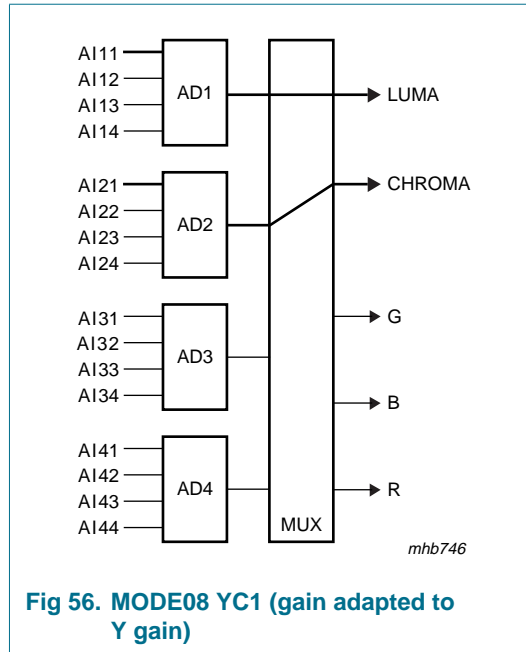 AI11
AI12
AI13
AI14
AD1
LUMA
AI21
AI22
AI23
AI24
AD2
CHROMA
AI31
AI32
AI33
AI34
AD3
G
B
AI41
AI42
AI43
AI44
AD4
R
MUX
mhb746
Fig 56. MODE08 YC1 (gain adapted to
Y gain)